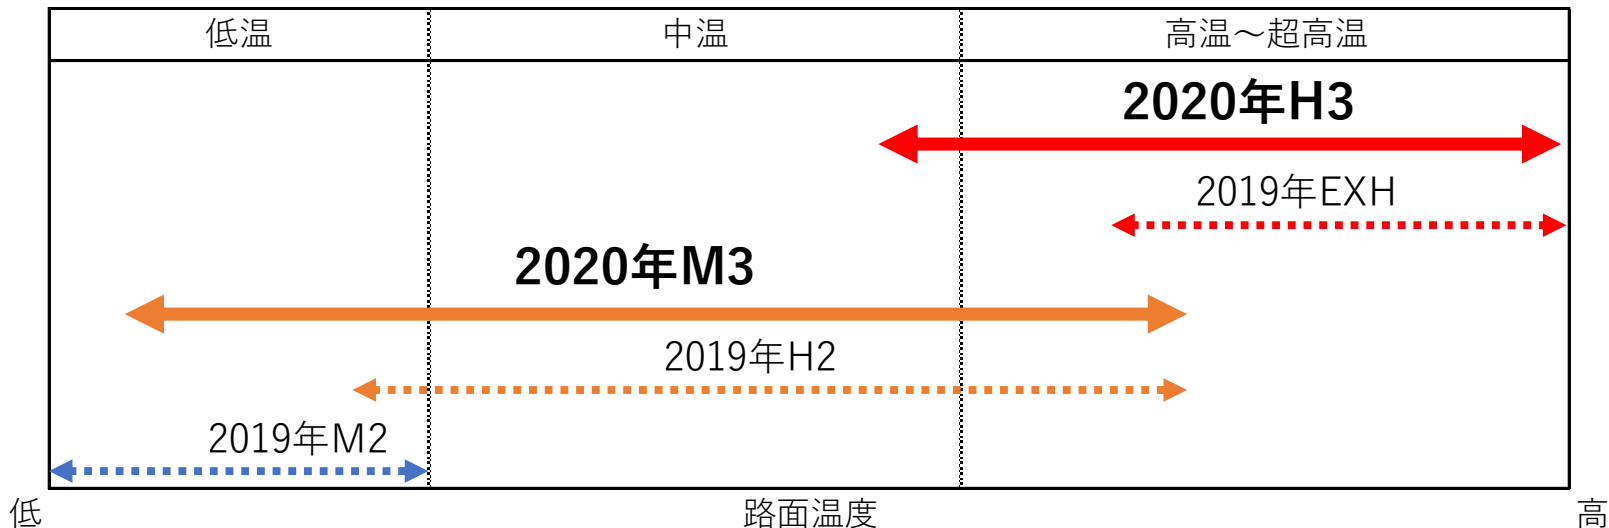 低温 中温 高温～超高温
2020年H3
2019年EXH
2020年M3
2019年H2
2019年M2
低 路面温度 高